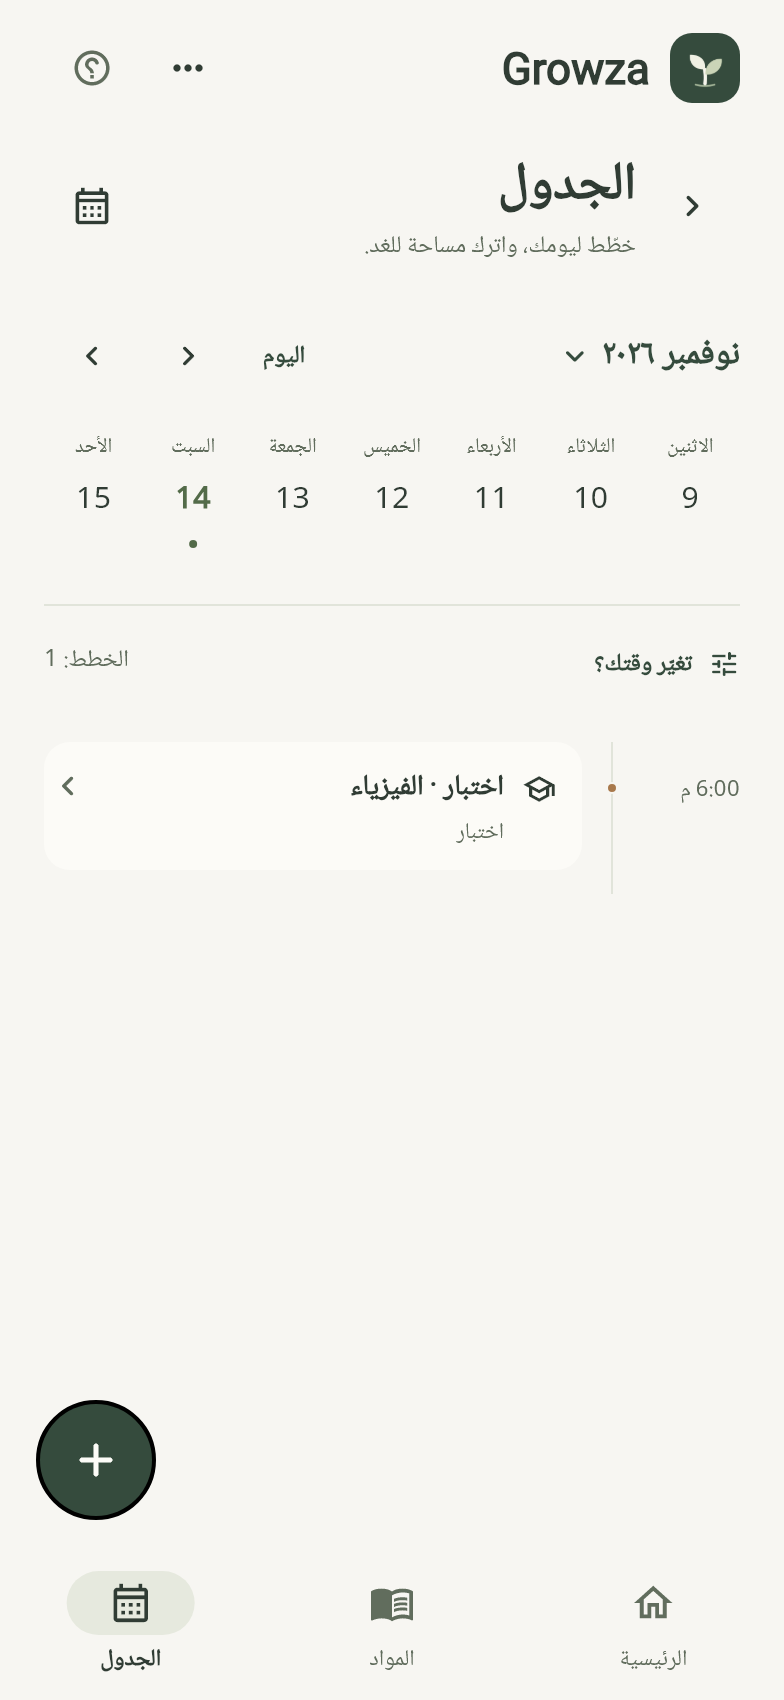 Growza
الجدول
خطّط ليومك، واترك مساحة للغد.
نوفمبر ٢٠٢٦
اليوم
الاثنين الثلاثاء الأربعاء الخميس الجمعة السبت الأحد
9 10 11 12 13 14 15
تغيّر وقتك؟
الخطط: 1
6:00 م
اختبار · الفيزياء
اختبار
الرئيسية
المواد
الجدول